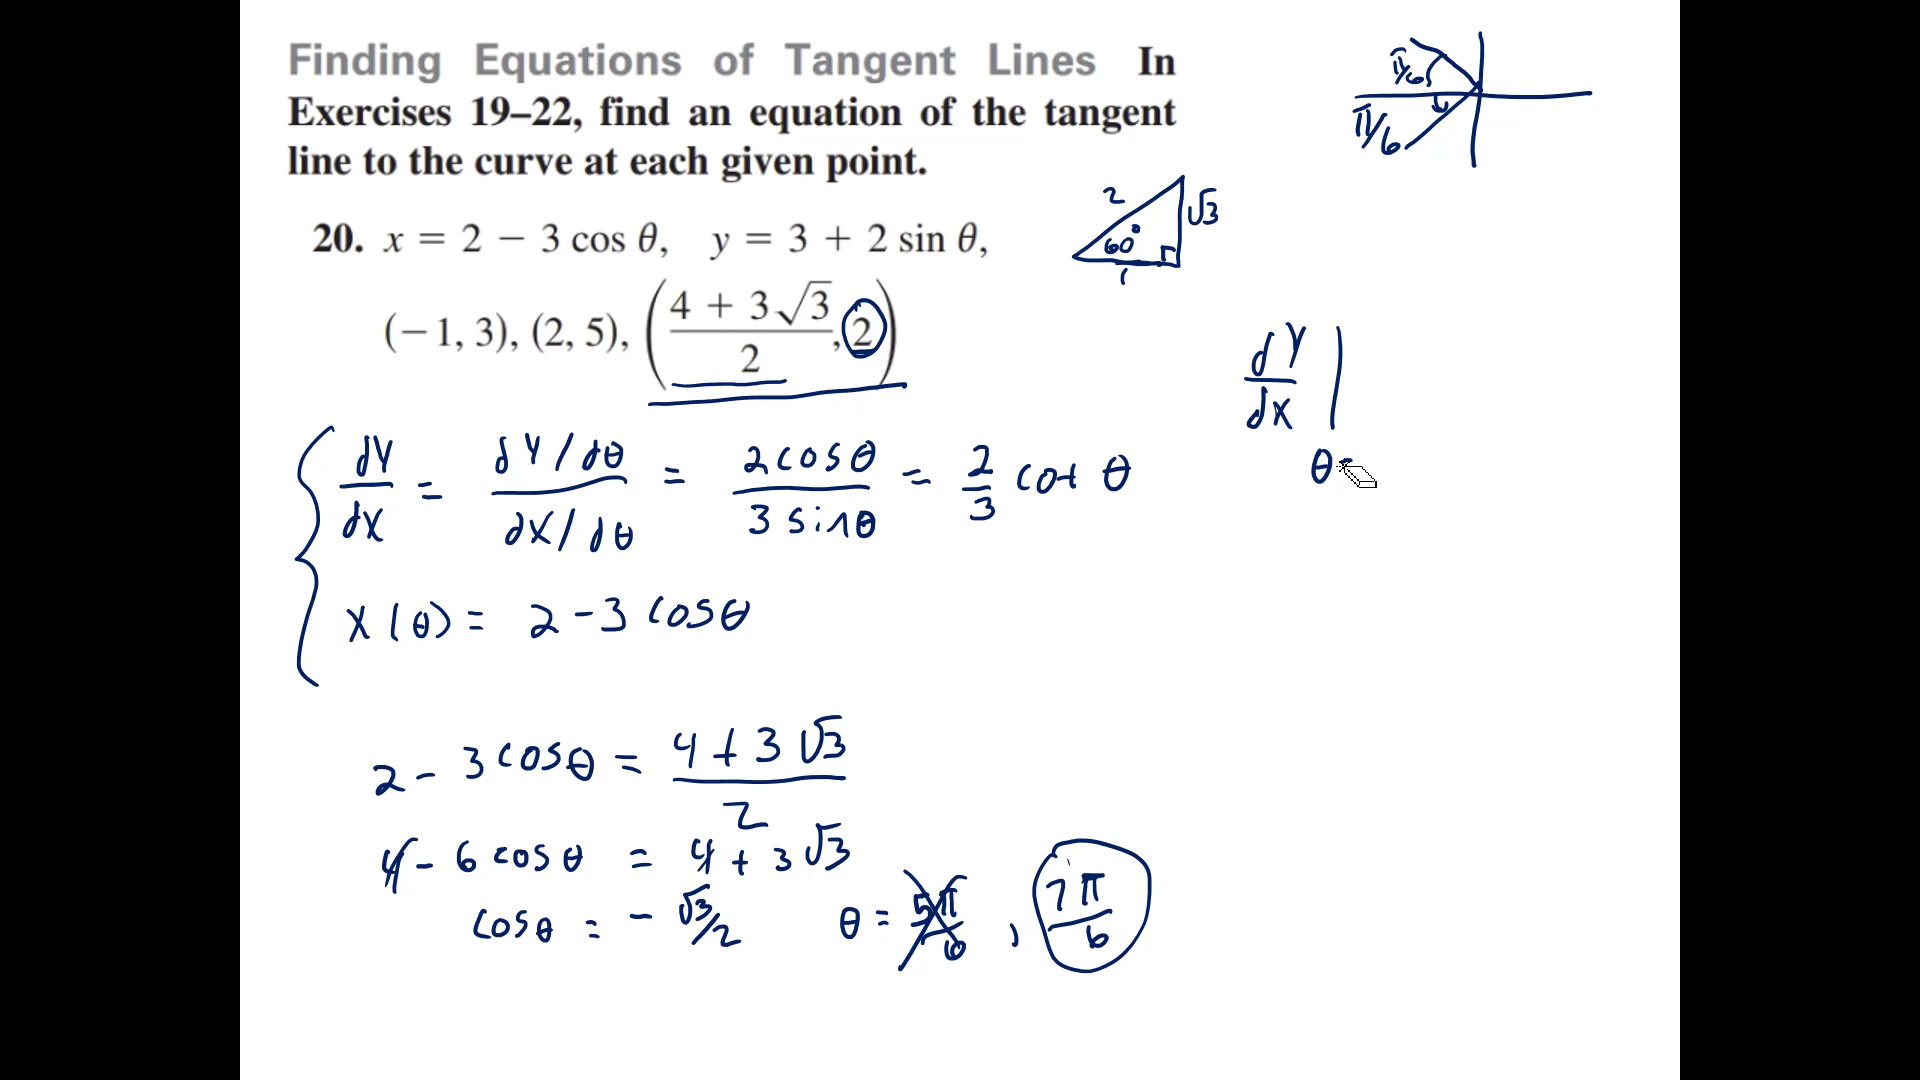 Finding Equations of Tangent Lines In
Exercises 19–22, find an equation of the tangent
line to the curve at each given point.
20. x = 2 − 3 cos θ, y = 3 + 2 sin θ,
(−1, 3), (2, 5), ((4 + 3√3)/2, 2)
π/6
π/6
2
√3
60°
1
dy/dx |
θ=
dy/dx = (dy/dθ)/(dx/dθ) = 2cosθ/3sinθ = 2/3 cot θ
x(θ) = 2 - 3 cosθ
2 - 3cosθ = (4 + 3√3)/2
4 - 6 cosθ = 4 + 3√3
cosθ = -√3/2 θ = 5π/6 , 7π/6